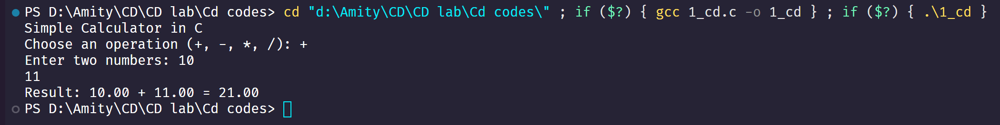 PS D:\Amity\CD\CD lab\Cd codes> cd "d:\Amity\CD\CD lab\Cd codes\" ; if ($?) { gcc 1_cd.c -o 1_cd } ; if ($?) { .\1_cd }
Simple Calculator in C
Choose an operation (+, -, *, /): +
Enter two numbers: 10
11
Result: 10.00 + 11.00 = 21.00
PS D:\Amity\CD\CD lab\Cd codes>